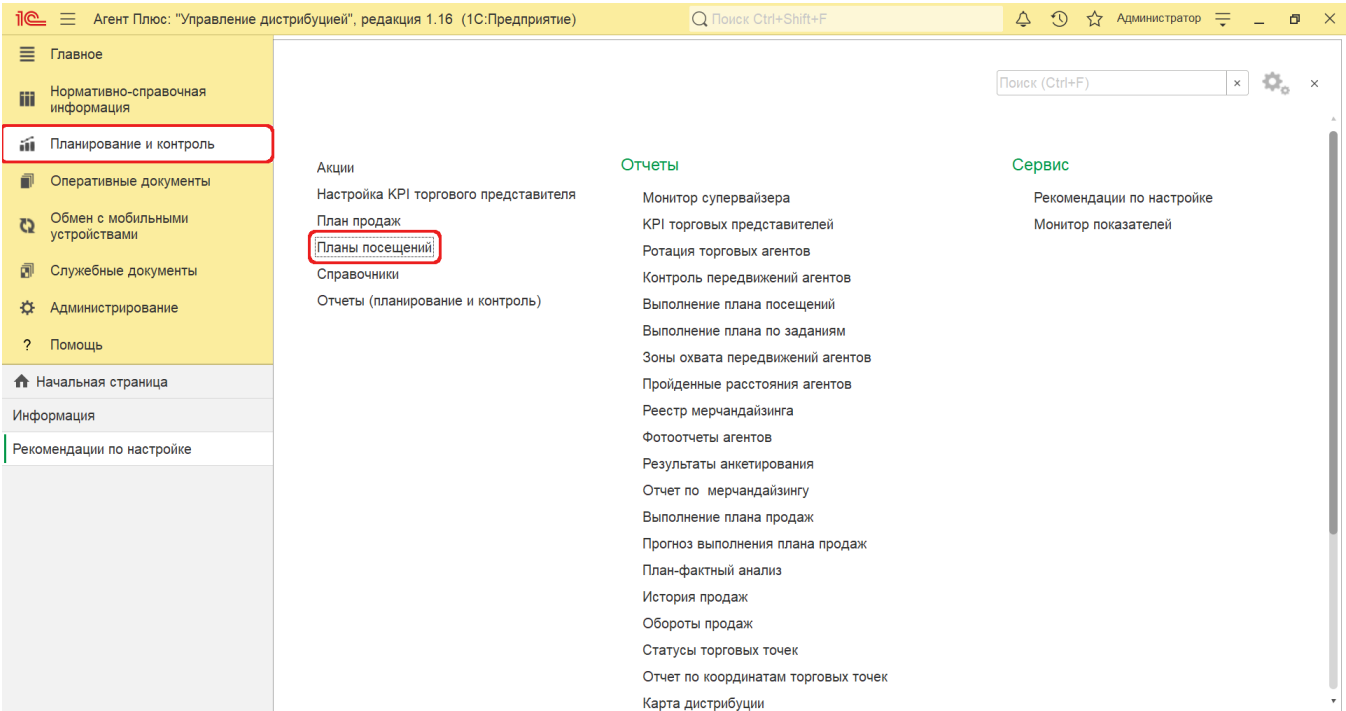 1С Агент Плюс: "Управление дистрибуцией", редакция 1.16 (1С:Предприятие)
Поиск Ctrl+Shift+F
Администратор
Главное
Нормативно-справочная
информация
Планирование и контроль
Оперативные документы
Обмен с мобильными
устройствами
Служебные документы
Администрирование
? Помощь
Начальная страница
Информация
Рекомендации по настройке
Поиск (Ctrl+F)
Акции
Настройка KPI торгового представителя
План продаж
Планы посещений
Справочники
Отчеты (планирование и контроль)
Отчеты
Монитор супервайзера
KPI торговых представителей
Ротация торговых агентов
Контроль передвижений агентов
Выполнение плана посещений
Выполнение плана по заданиям
Зоны охвата передвижений агентов
Пройденные расстояния агентов
Реестр мерчандайзинга
Фотоотчеты агентов
Результаты анкетирования
Отчет по мерчандайзингу
Выполнение плана продаж
Прогноз выполнения плана продаж
План-фактный анализ
История продаж
Обороты продаж
Статусы торговых точек
Отчет по координатам торговых точек
Карта дистрибуции
Сервис
Рекомендации по настройке
Монитор показателей